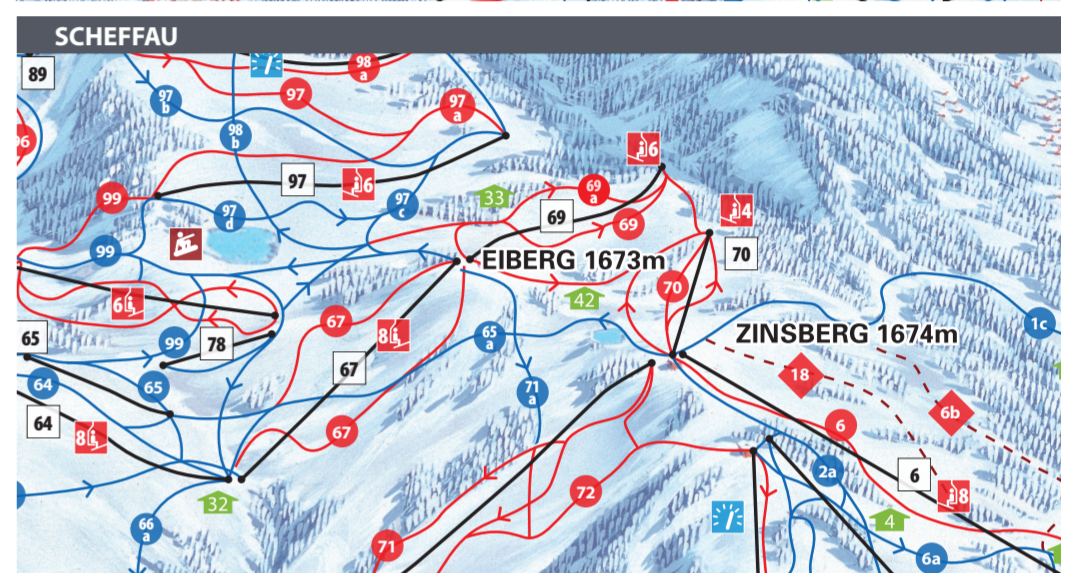 SCHEFFAU
89
98 a
97
97 a
97 b
98 b
6
97
6
69 a
99
33
69
97 c
97 d
69
4
99
EIBERG 1673m
70
70
42
6
67
8
65 a
ZINSBERG 1674m
1c
65
99
78
67
18
64
65
71 a
6b
64
8
67
6
2a
6
8
72
32
4
66 a
71
6a